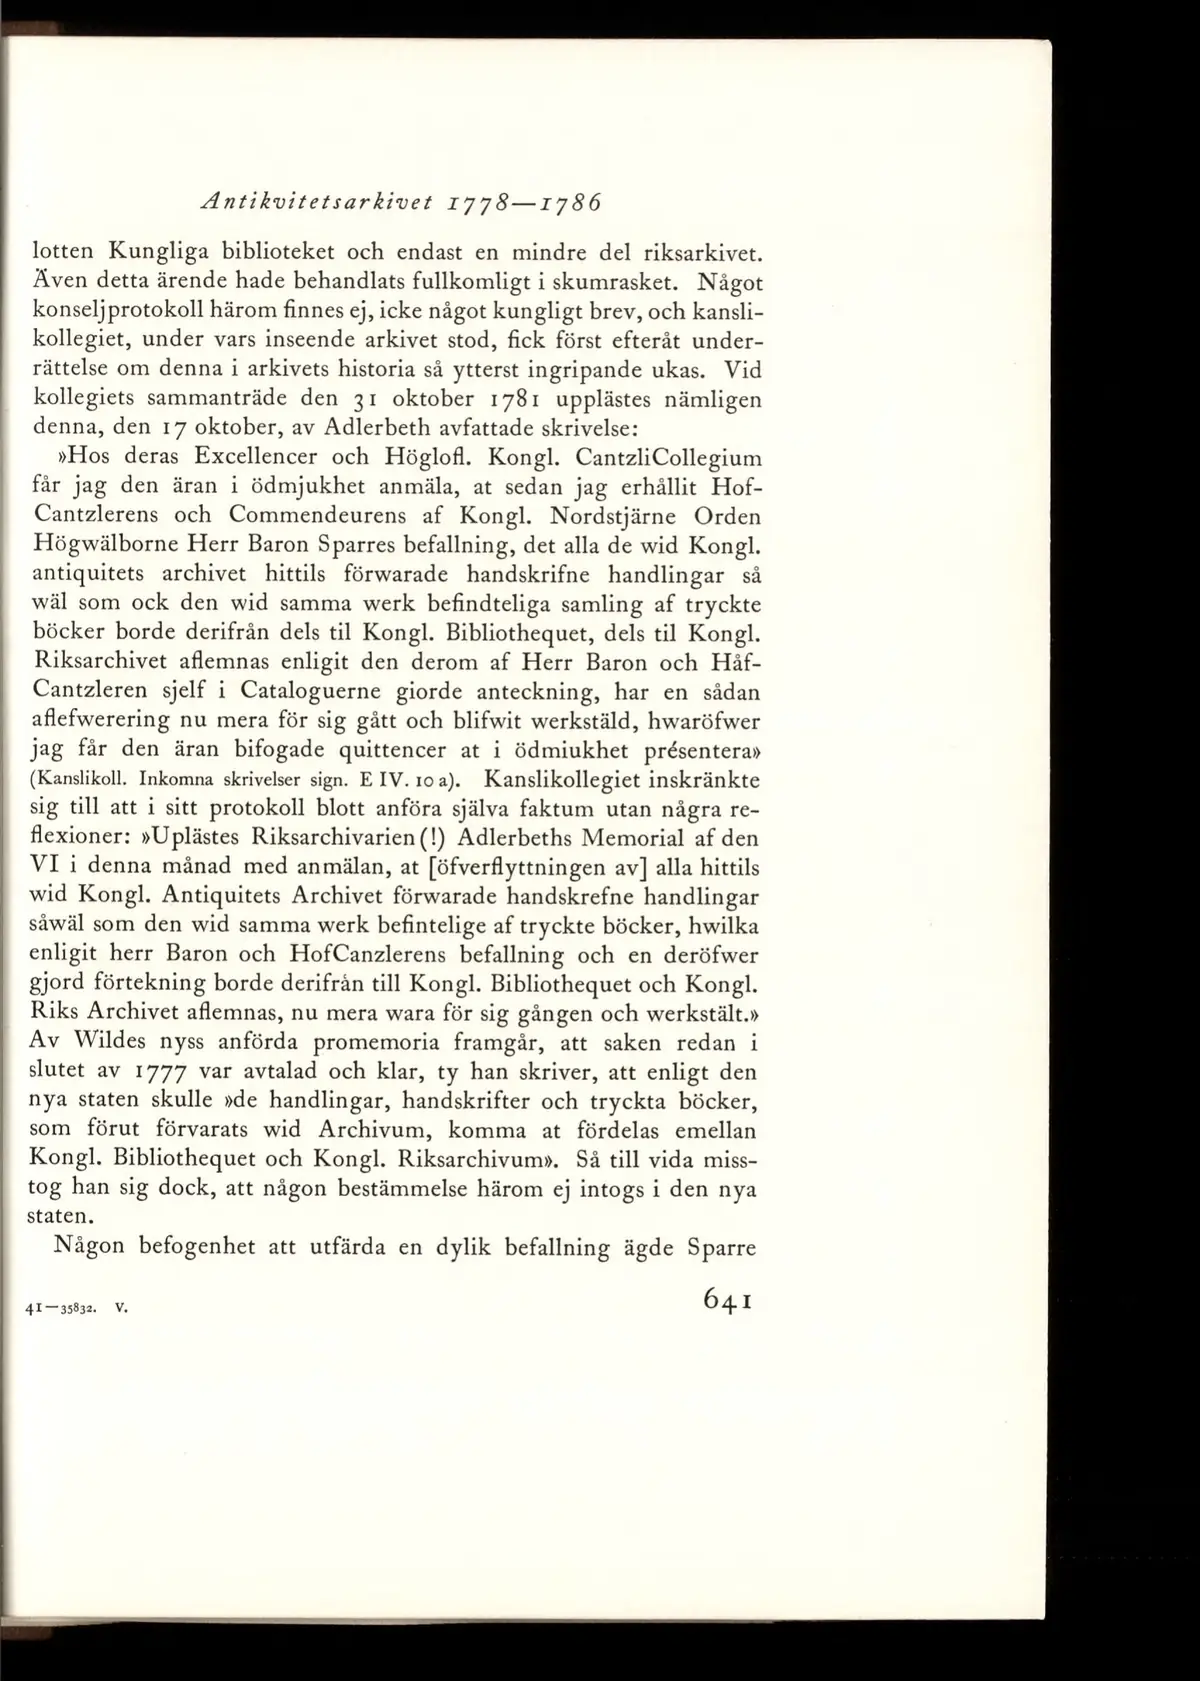 Antikvitetsarkivet 1778—1786
lotten Kungliga biblioteket och endast en mindre del riksarkivet.
Även detta ärende hade behandlats fullkomligt i skumrasket. Något
konseljprotokoll härom finnes ej, icke något kungligt brev, och kansli-
kollegiet, under vars inseende arkivet stod, fick först efteråt under-
rättelse om denna i arkivets historia så ytterst ingripande ukas. Vid
kollegiets sammanträde den 31 oktober 1781 upplästes nämligen
denna, den 17 oktober, av Adlerbeth avfattade skrivelse:
»Hos deras Excellencer och Höglofl. Kongl. CantzliCollegium
får jag den äran i ödmjukhet anmäla, at sedan jag erhållit Hof-
Cantzlerens och Commendeurens af Kongl. Nordstjärne Orden
Högwälborne Herr Baron Sparres befallning, det alla de wid Kongl.
antiquitets archivet hittils förwarade handskrifne handlingar så
wäl som ock den wid samma werk befindteliga samling af tryckte
böcker borde derifrån dels til Kongl. Bibliothequet, dels til Kongl.
Riksarchivet aflemnas enligit den derom af Herr Baron och Håf-
Cantzleren sjelf i Cataloguerne giorde anteckning, har en sådan
aflefwerering nu mera för sig gått och blifwit werkstäld, hwaröfwer
jag får den äran bifogade quittencer at i ödmiukhet présentera»
(Kanslikoll. Inkomna skrivelser sign. E IV. 10 a). Kanslikollegiet inskränkte
sig till att i sitt protokoll blott anföra själva faktum utan några re-
flexioner: »Uplästes Riksarchivarien(!) Adlerbeths Memorial af den
VI i denna månad med anmälan, at [öfverflyttningen av] alla hittils
wid Kongl. Antiquitets Archivet förwarade handskrefne handlingar
såwäl som den wid samma werk befintelige af tryckte böcker, hwilka
enligit herr Baron och HofCanzlerens befallning och en deröfwer
gjord förtekning borde derifrån till Kongl. Bibliothequet och Kongl.
Riks Archivet aflemnas, nu mera wara för sig gången och werkstält.»
Av Wildes nyss anförda promemoria framgår, att saken redan i
slutet av 1777 var avtalad och klar, ty han skriver, att enligt den
nya staten skulle »de handlingar, handskrifter och tryckta böcker,
som förut förvarats wid Archivum, komma at fördelas emellan
Kongl. Bibliothequet och Kongl. Riksarchivum». Så till vida miss-
tog han sig dock, att någon bestämmelse härom ej intogs i den nya
staten.
Någon befogenhet att utfärda en dylik befallning ägde Sparre
41—35832. V.
641